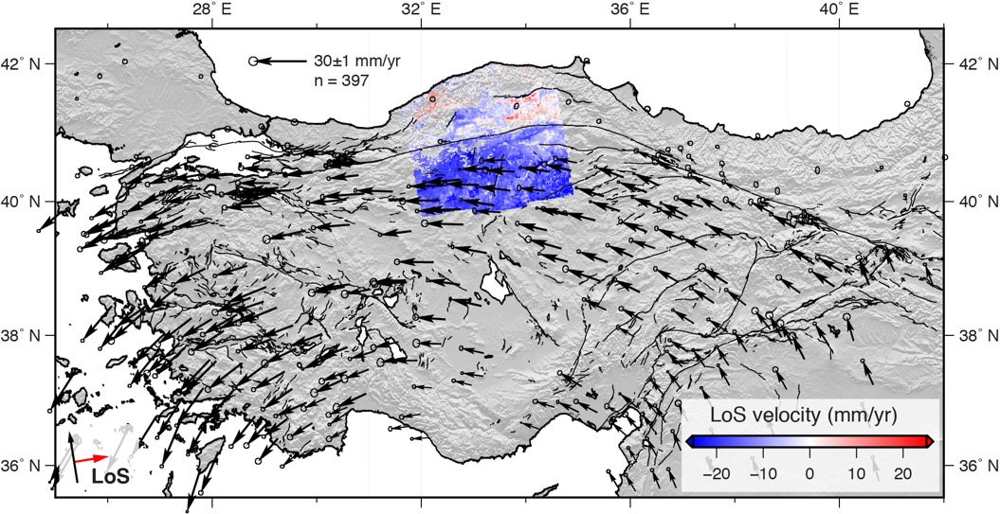 28° E 32° E 36° E 40° E
42° N 42° N
30±1 mm/yr
n = 397
40° N 40° N
38° N 38° N
LoS velocity (mm/yr)
−20 −10 0 10 20
36° N 36° N
LoS